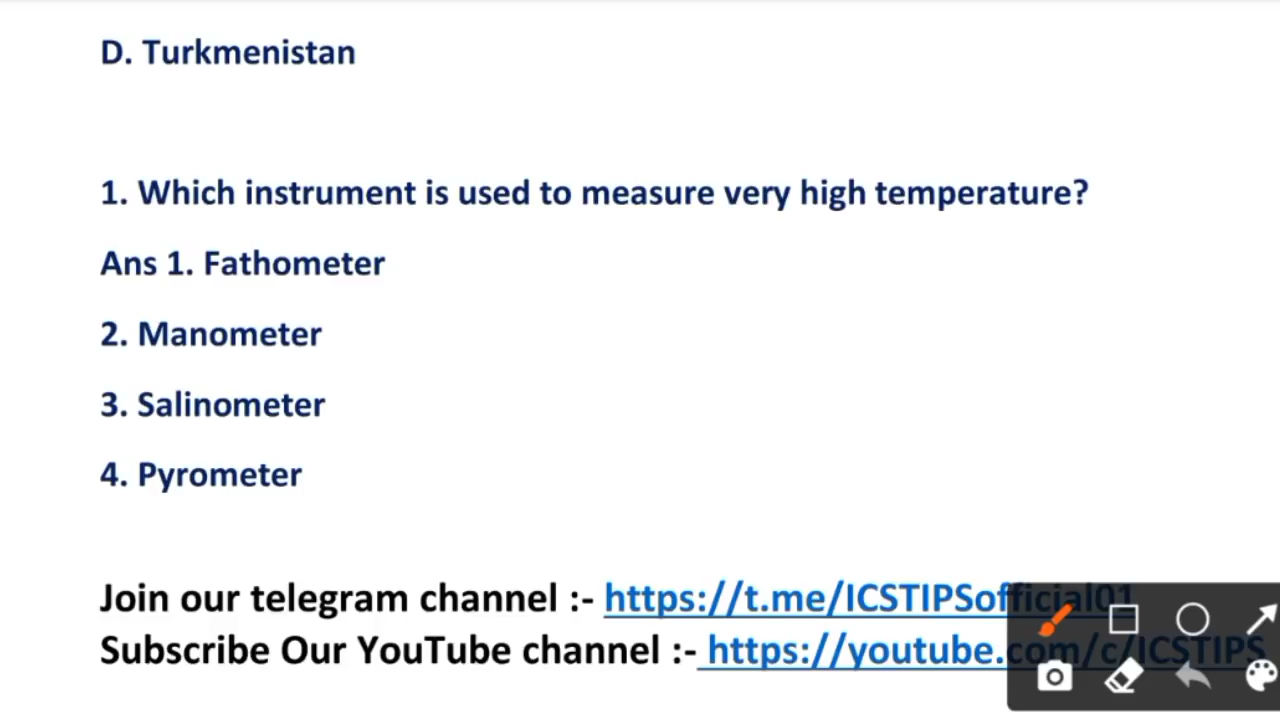 D. Turkmenistan
1. Which instrument is used to measure very high temperature?
Ans 1. Fathometer
2. Manometer
3. Salinometer
4. Pyrometer
Join our telegram channel :- https://t.me/ICSTIPSofficial01
Subscribe Our YouTube channel :- https://youtube.com/c/ICSTIPS